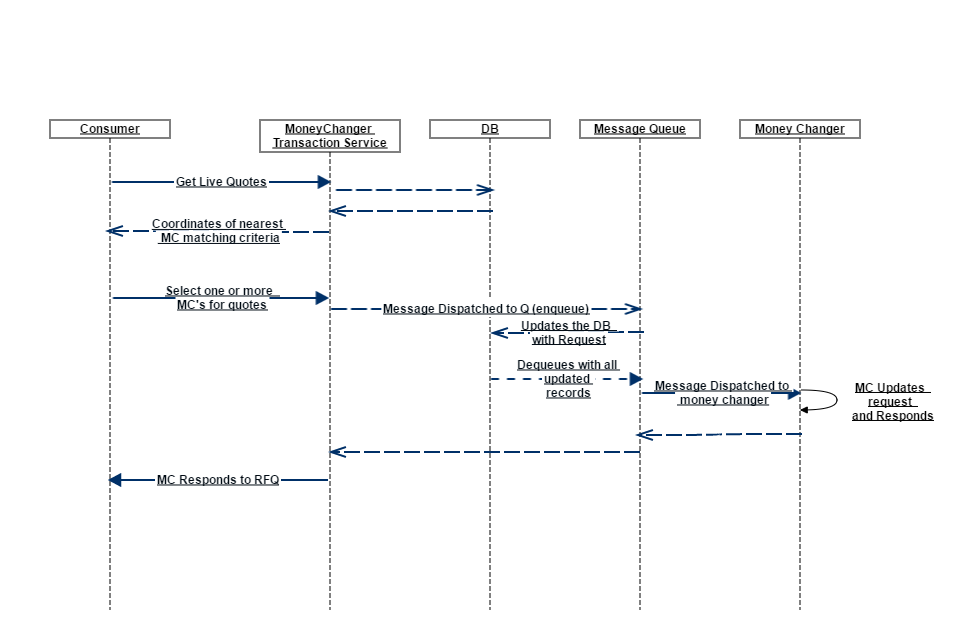 Consumer
MoneyChanger
Transaction Service
DB
Message Queue
Money Changer
Get Live Quotes
Coordinates of nearest
MC matching criteria
Select one or more
MC's for quotes
Message Dispatched to Q (enqueue)
Updates the DB
with Request
Dequeues with all
updated
records
Message Dispatched to
money changer
MC Updates
request
and Responds
MC Responds to RFQ